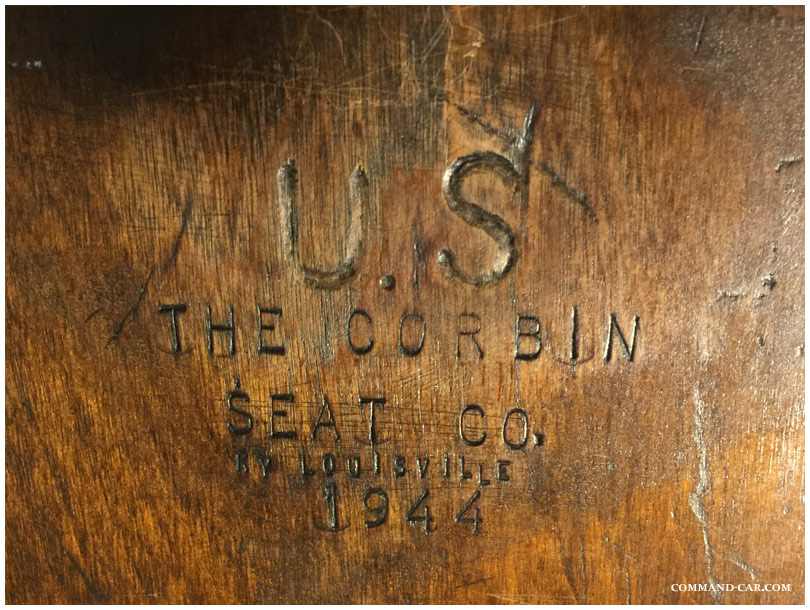 U.S
THE CORBIN
SEAT CO.
KY LOUISVILLE
1944
COMMAND-CAR.COM